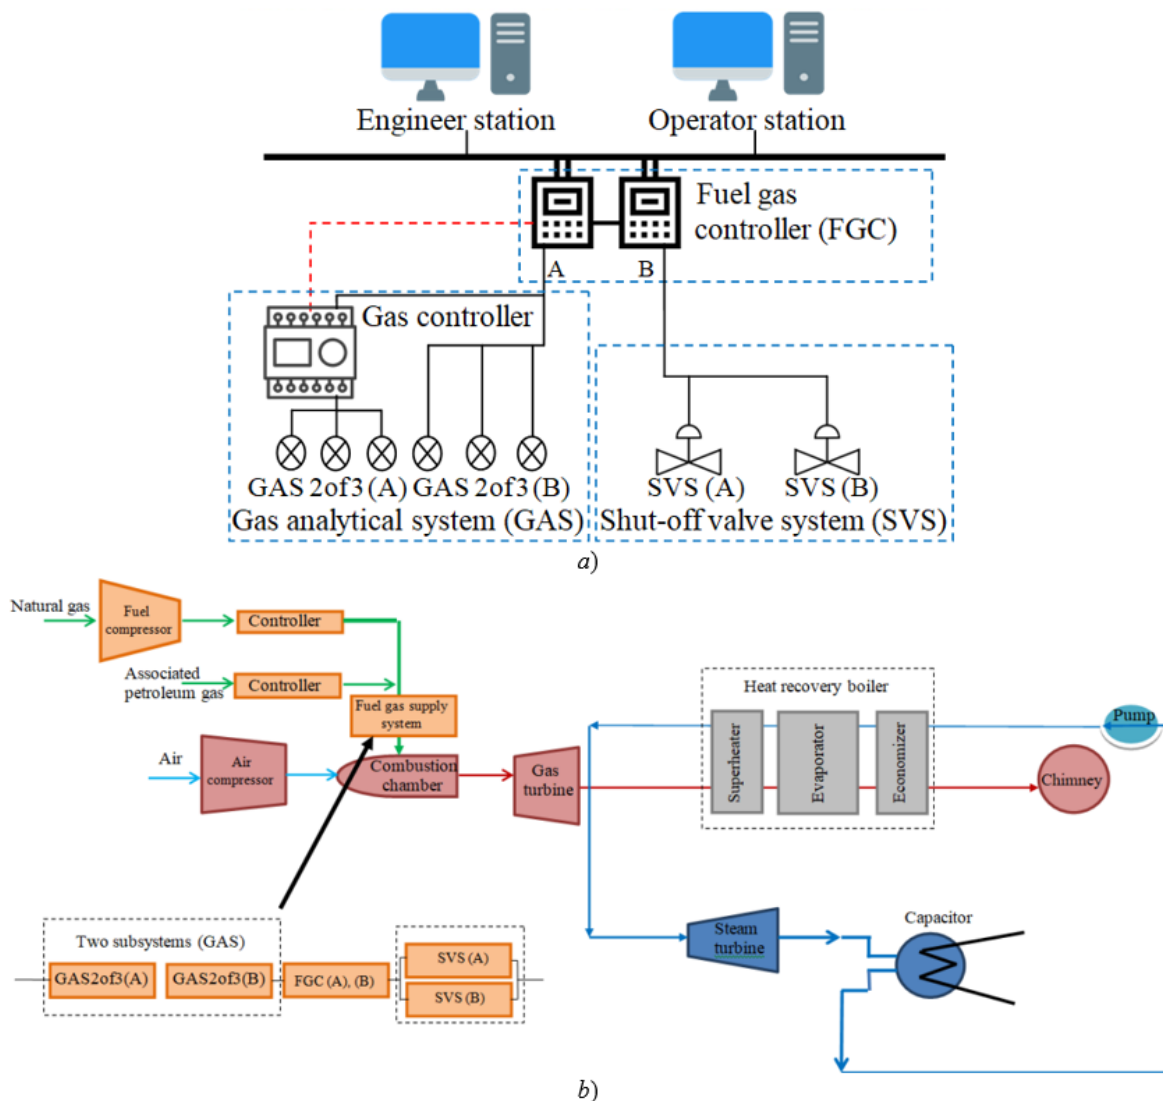 Engineer station
Operator station
Fuel gas
controller (FGC)
A
B
Gas controller
GAS 2of3 (A)
GAS 2of3 (B)
SVS (A)
SVS (B)
Gas analytical system (GAS)
Shut-off valve system (SVS)
a)
Natural gas
Fuel
compressor
Controller
Associated
petroleum gas
Controller
Fuel gas supply
system
Air
Air
compressor
Combustion
chamber
Gas
turbine
Heat recovery boiler
Superheater
Evaporator
Economizer
Pump
Chimney
Two subsystems (GAS)
GAS2of3(A)
GAS2of3(B)
FGC (A), (B)
SVS (A)
SVS (B)
Steam
turbine
Capacitor
b)